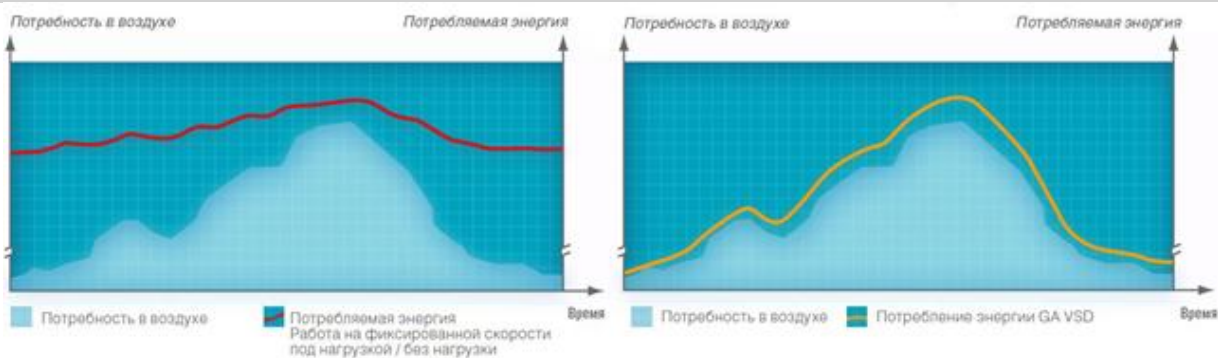 Потребность в воздухе
Потребляемая энергия
Время
Потребность в воздухе
Потребляемая энергия
Работа на фиксированной скорости
под нагрузкой / без нагрузки
Потребность в воздухе
Потребляемая энергия
Время
Потребность в воздухе
Потребление энергии GA VSD